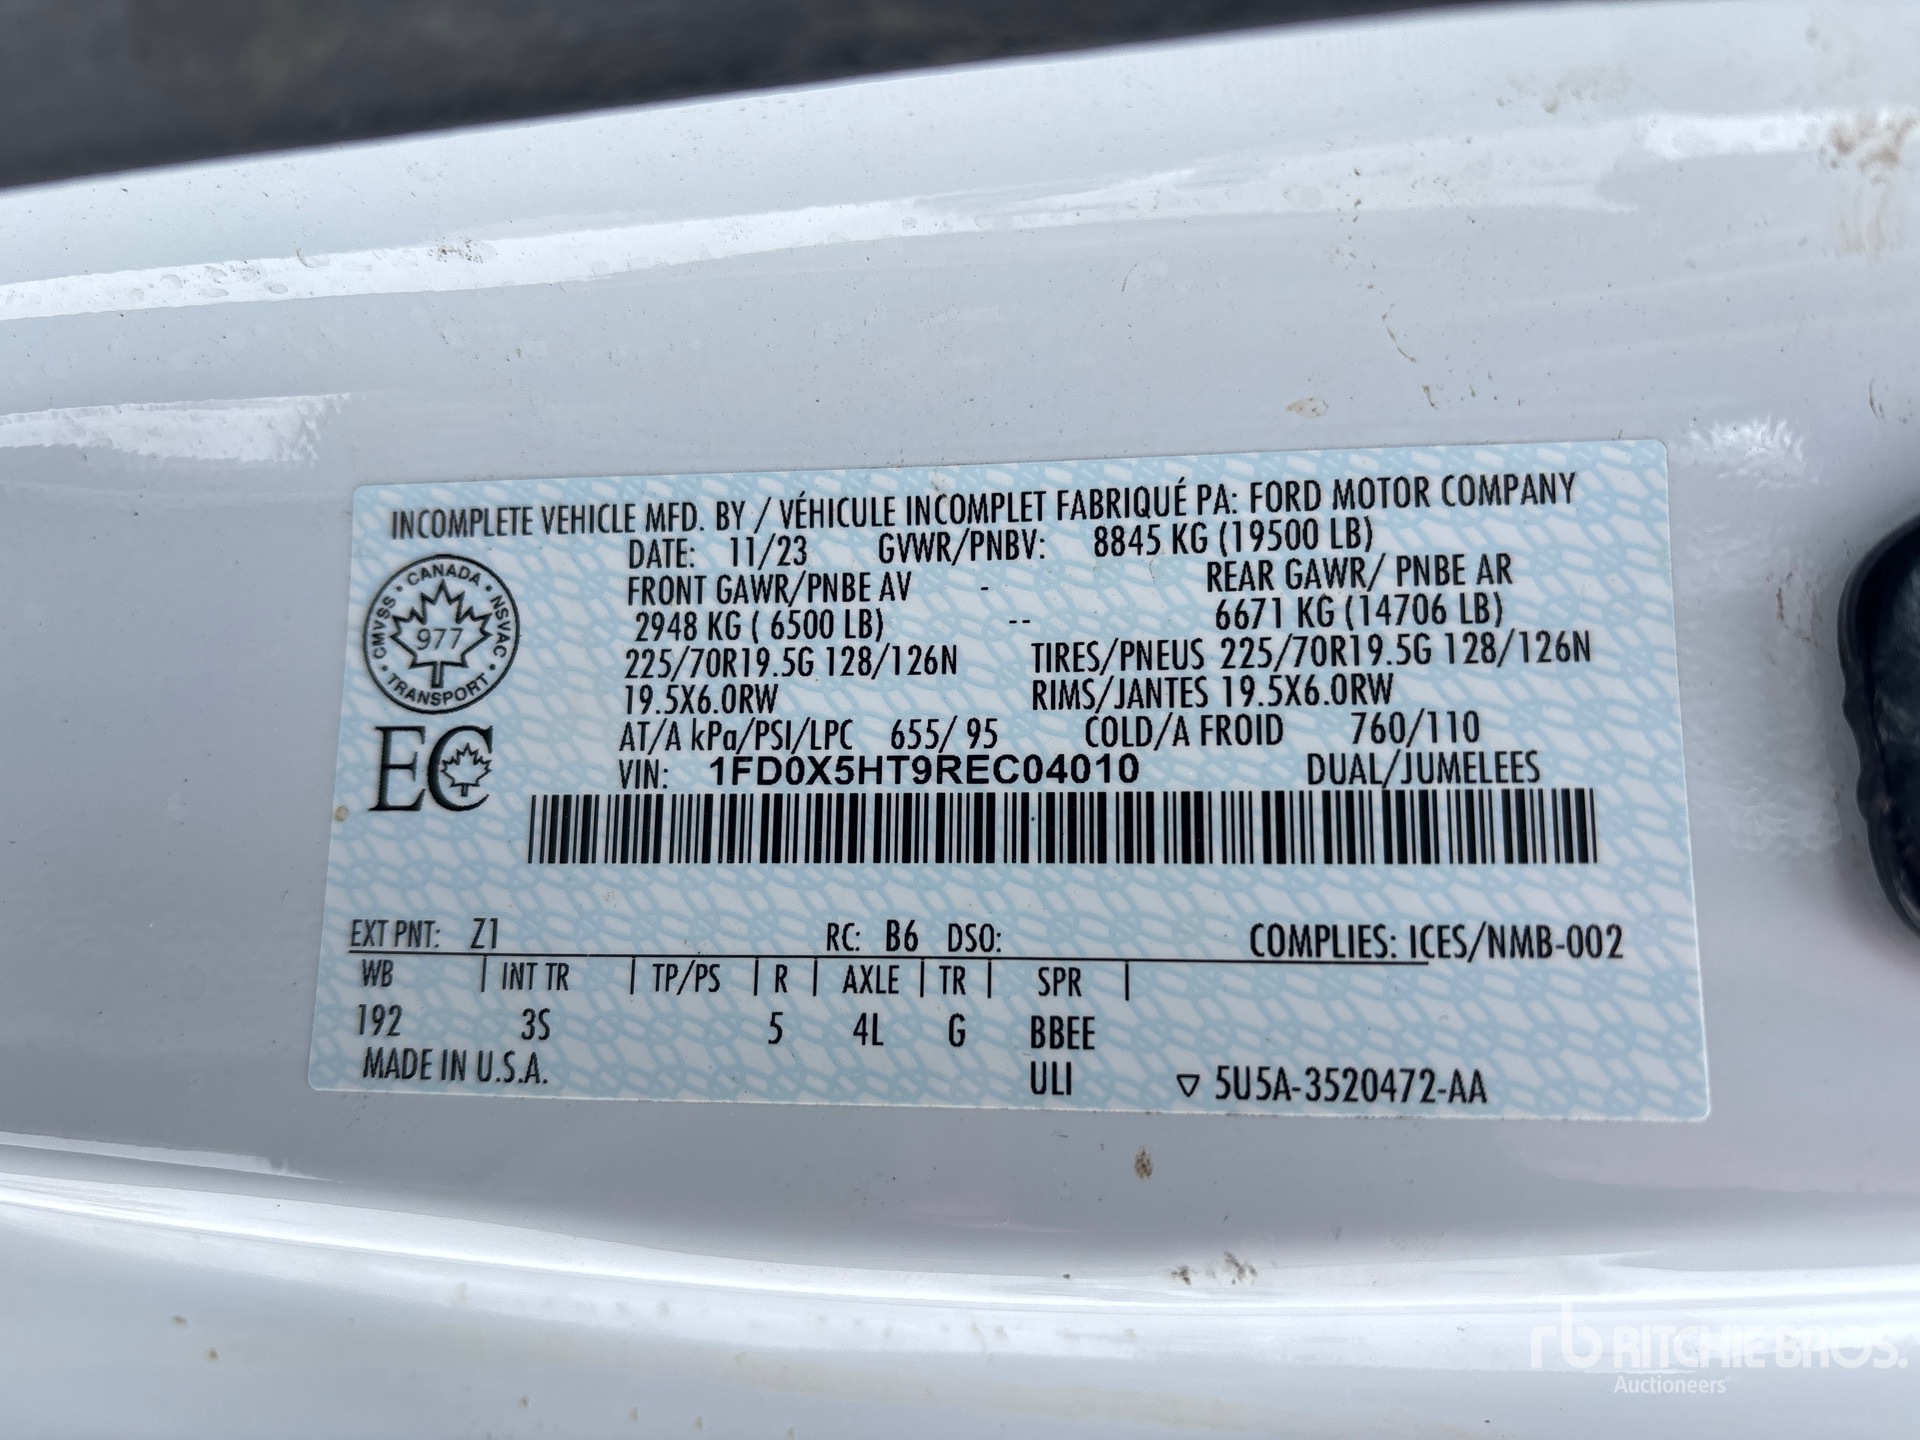 INCOMPLETE VEHICLE MFD. BY / VÉHICULE INCOMPLET FABRIQUÉ PA: FORD MOTOR COMPANY
DATE: 11/23 GVWR/PNBV: 8845 KG (19500 LB)
FRONT GAWR/PNBE AV - REAR GAWR/ PNBE AR
2948 KG ( 6500 LB) -- 6671 KG (14706 LB)
225/70R19.5G 128/126N TIRES/PNEUS 225/70R19.5G 128/126N
19.5X6.0RW RIMS/JANTES 19.5X6.0RW
AT/A kPa/PSI/LPC 655/ 95 COLD/A FROID 760/110
VIN: 1FD0X5HT9REC04010 DUAL/JUMELEES
CMVSS • CANADA • NSVAC • TRANSPORT •
977
EC
EXT PNT: Z1 RC: B6 DSO: COMPLIES: ICES/NMB-002
WB | INT TR | TP/PS | R | AXLE | TR | SPR |
192 3S 5 4L G BBEE
MADE IN U.S.A. ULI ▽ 5U5A-3520472-AA
rb RITCHIE BROS.
Auctioneers